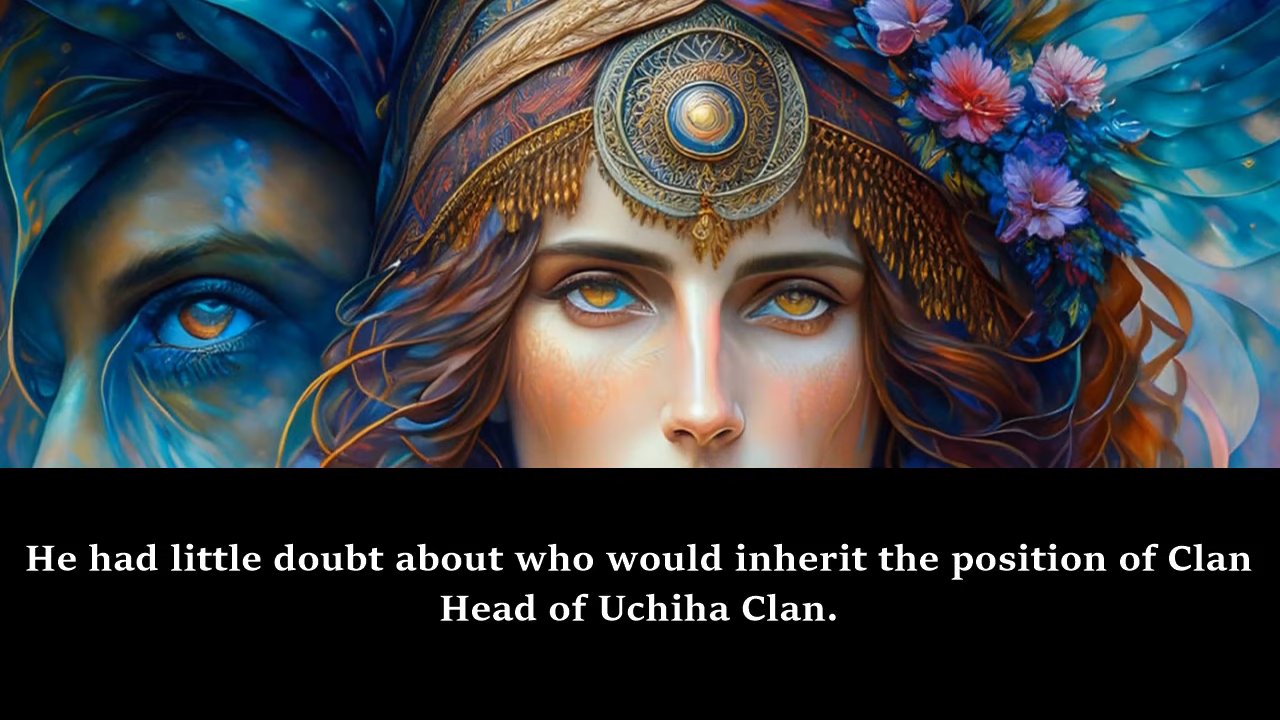 He had little doubt about who would inherit the position of Clan
Head of Uchiha Clan.